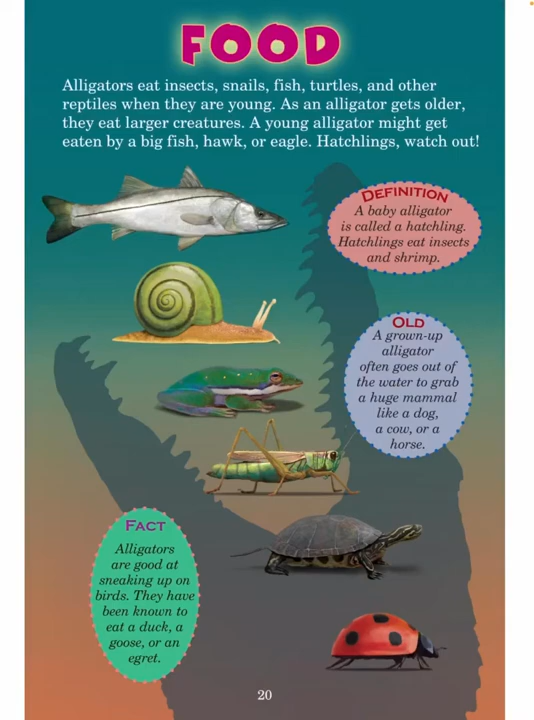 FOOD
Alligators eat insects, snails, fish, turtles, and other
reptiles when they are young. As an alligator gets older,
they eat larger creatures. A young alligator might get
eaten by a big fish, hawk, or eagle. Hatchlings, watch out!
DEFINITION
A baby alligator
is called a hatchling.
Hatchlings eat insects
and shrimp.
OLD
A grown-up
alligator
often goes out of
the water to grab
a huge mammal
like a dog,
a cow, or a
horse.
FACT
Alligators
are good at
sneaking up on
birds. They have
been known to
eat a duck, a
goose, or an
egret.
20